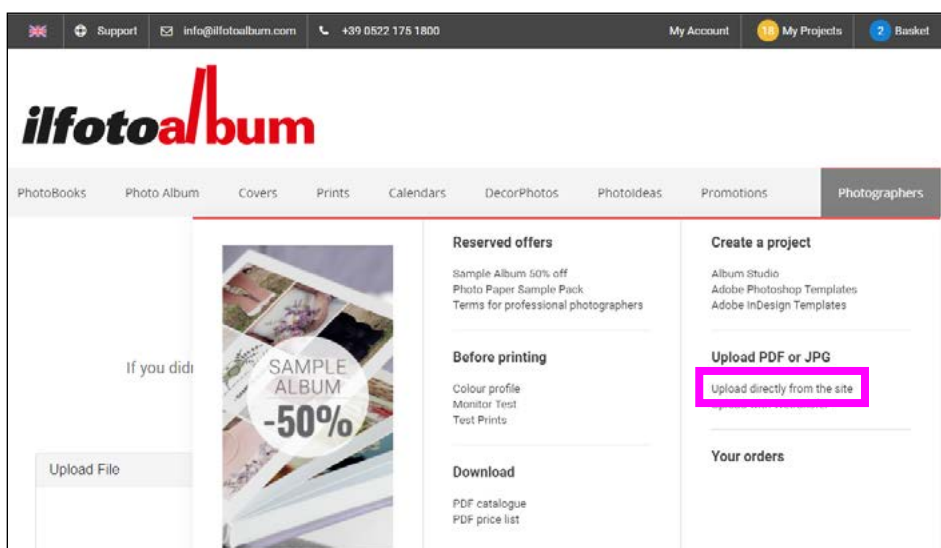 Support info@ilfotoalbum.com +39 0522 175 1800 My Account 18 My Projects 2 Basket
ilfotoalbum
PhotoBooks Photo Album Covers Prints Calendars DecorPhotos PhotoIdeas Promotions Photographers
Reserved offers
Sample Album 50% off
Photo Paper Sample Pack
Terms for professional photographers
Before printing
Colour profile
Monitor Test
Test Prints
Download
PDF catalogue
PDF price list
Create a project
Album Studio
Adobe Photoshop Templates
Adobe InDesign Templates
Upload PDF or JPG
Upload directly from the site
Your orders
SAMPLE
ALBUM
-50%
If you
Upload File